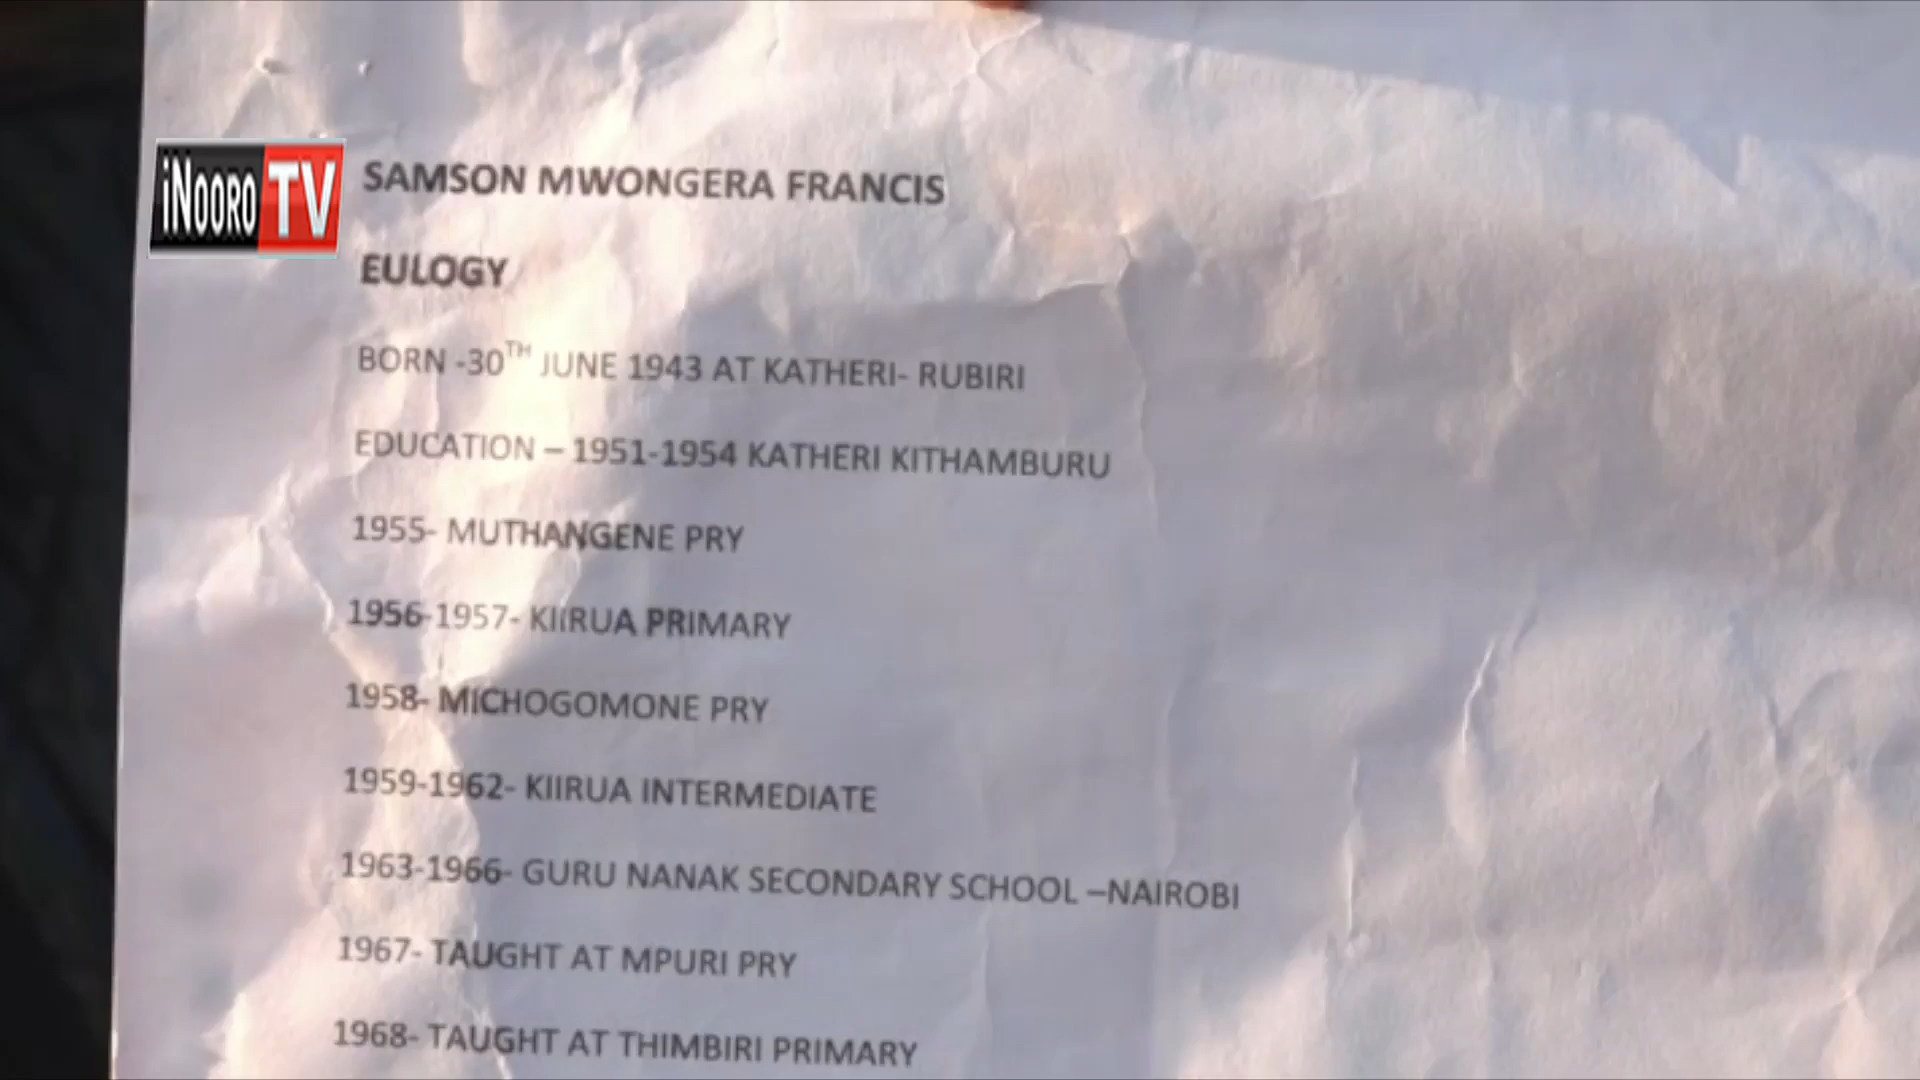 iNOORO TV
SAMSON MWONGERA FRANCIS
EULOGY
BORN -30TH JUNE 1943 AT KATHERI- RUBIRI
EDUCATION – 1951-1954 KATHERI KITHAMBURU
1955- MUTHANGENE PRY
1956-1957- KIIRUA PRIMARY
1958- MICHOGOMONE PRY
1959-1962- KIIRUA INTERMEDIATE
1963-1966- GURU NANAK SECONDARY SCHOOL –NAIROBI
1967- TAUGHT AT MPURI PRY
1968- TAUGHT AT THIMBIRI PRIMARY